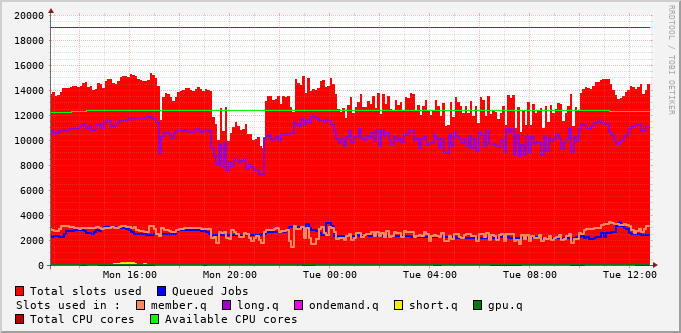 20000
18000
16000
14000
12000
10000
8000
6000
4000
2000
0
Mon 16:00 Mon 20:00 Tue 00:00 Tue 04:00 Tue 08:00 Tue 12:00
RRDTOOL / TOBI OETIKER
Total slots used Queued Jobs
Slots used in : member.q long.q ondemand.q short.q gpu.q
Total CPU cores Available CPU cores